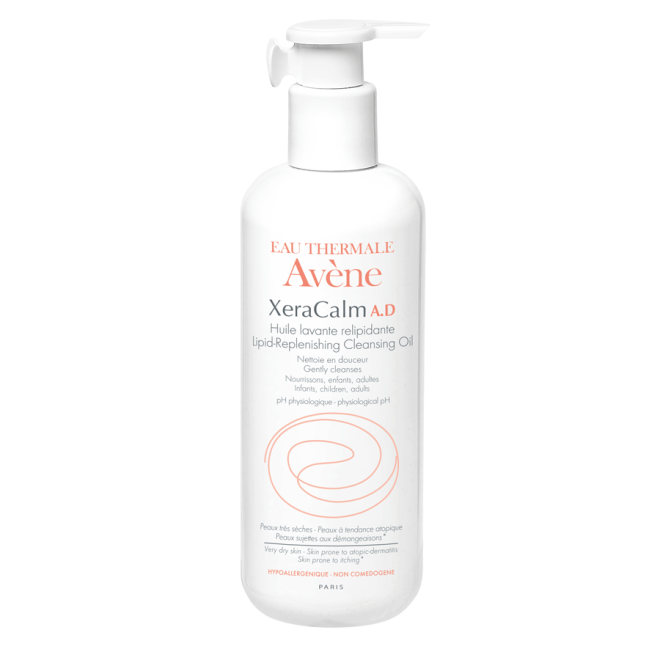 EAU THERMALE
Avène
XeraCalm A.D
Huile lavante relipidante
Lipid-Replenishing Cleansing Oil
Nettoie en douceur
Gently cleanses
Nourrissons, enfants, adultes
Infants, children, adults
pH physiologique - physiological pH
Peaux très sèches - Peaux à tendance atopique
Peaux sujettes aux démangeaisons*
Very dry skin - Skin prone to atopic-dermatitis
Skin prone to itching*
HYPOALLERGENIQUE - NON COMEDOGENE
PARIS